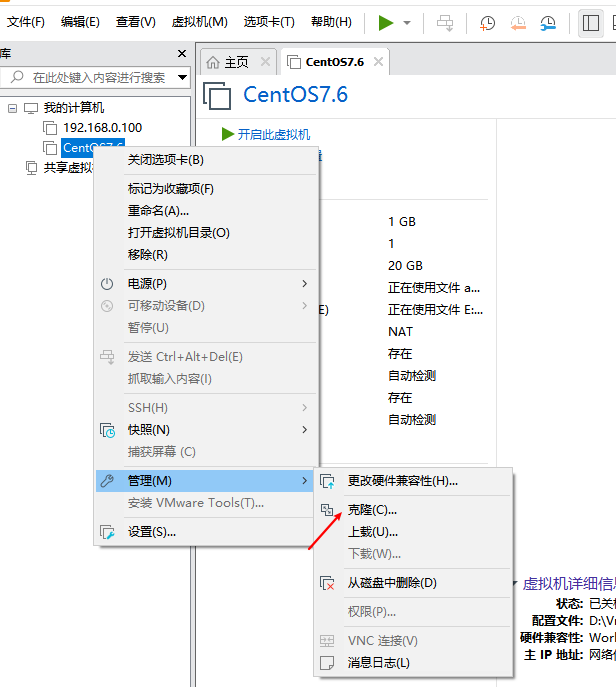 文件(F) 编辑(E) 查看(V) 虚拟机(M) 选项卡(T) 帮助(H)
库
在此处键入内容进行搜索
我的计算机
192.168.0.100
CentOS7.6
共享虚拟
主页 CentOS7.6
CentOS7.6
开启此虚拟机
关闭选项卡(B)
标记为收藏项(F)
重命名(A)...
打开虚拟机目录(O)
移除(R)
电源(P)
可移动设备(D)
暂停(U)
发送 Ctrl+Alt+Del(E)
抓取输入内容(I)
SSH(H)
快照(N)
捕获屏幕 (C)
管理(M)
安装 VMware Tools(T)...
设置(S)...
1 GB
1
20 GB
正在使用文件 a...
E) 正在使用文件 E:...
NAT
存在
自动检测
存在
自动检测
更改硬件兼容性(H)...
克隆(C)...
上载(U)...
下载(W)...
从磁盘中删除(D)
权限(P)...
VNC 连接(V)
消息日志(L)
虚拟机详细信息
状态: 已关
配置文件: D:\V
硬件兼容性: Work
主 IP 地址: 网络